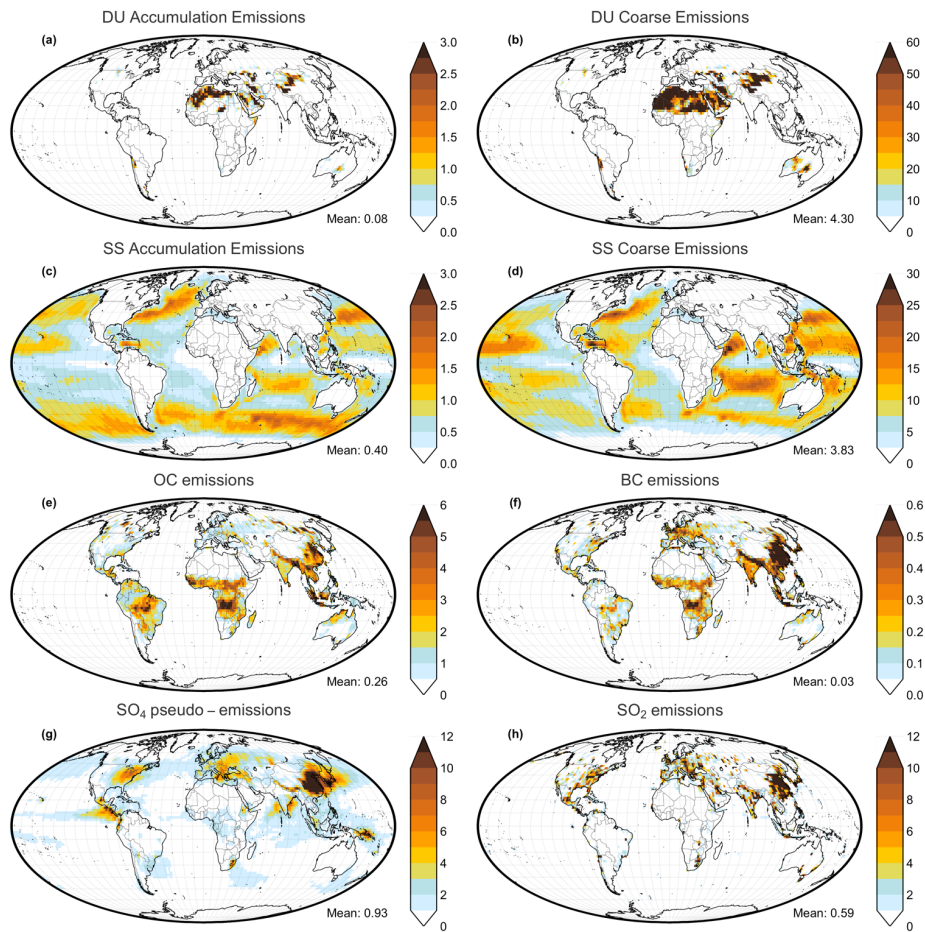 DU Accumulation Emissions
(a)
3.0
2.5
2.0
1.5
1.0
0.5
0.0
Mean: 0.08
DU Coarse Emissions
(b)
60
50
40
30
20
10
0
Mean: 4.30
SS Accumulation Emissions
(c)
3.0
2.5
2.0
1.5
1.0
0.5
0.0
Mean: 0.40
SS Coarse Emissions
(d)
30
25
20
15
10
5
0
Mean: 3.83
OC emissions
(e)
6
5
4
3
2
1
0
Mean: 0.26
BC emissions
(f)
0.6
0.5
0.4
0.3
0.2
0.1
0.0
Mean: 0.03
SO₄ pseudo – emissions
(g)
12
10
8
6
4
2
0
Mean: 0.93
SO₂ emissions
(h)
12
10
8
6
4
2
0
Mean: 0.59